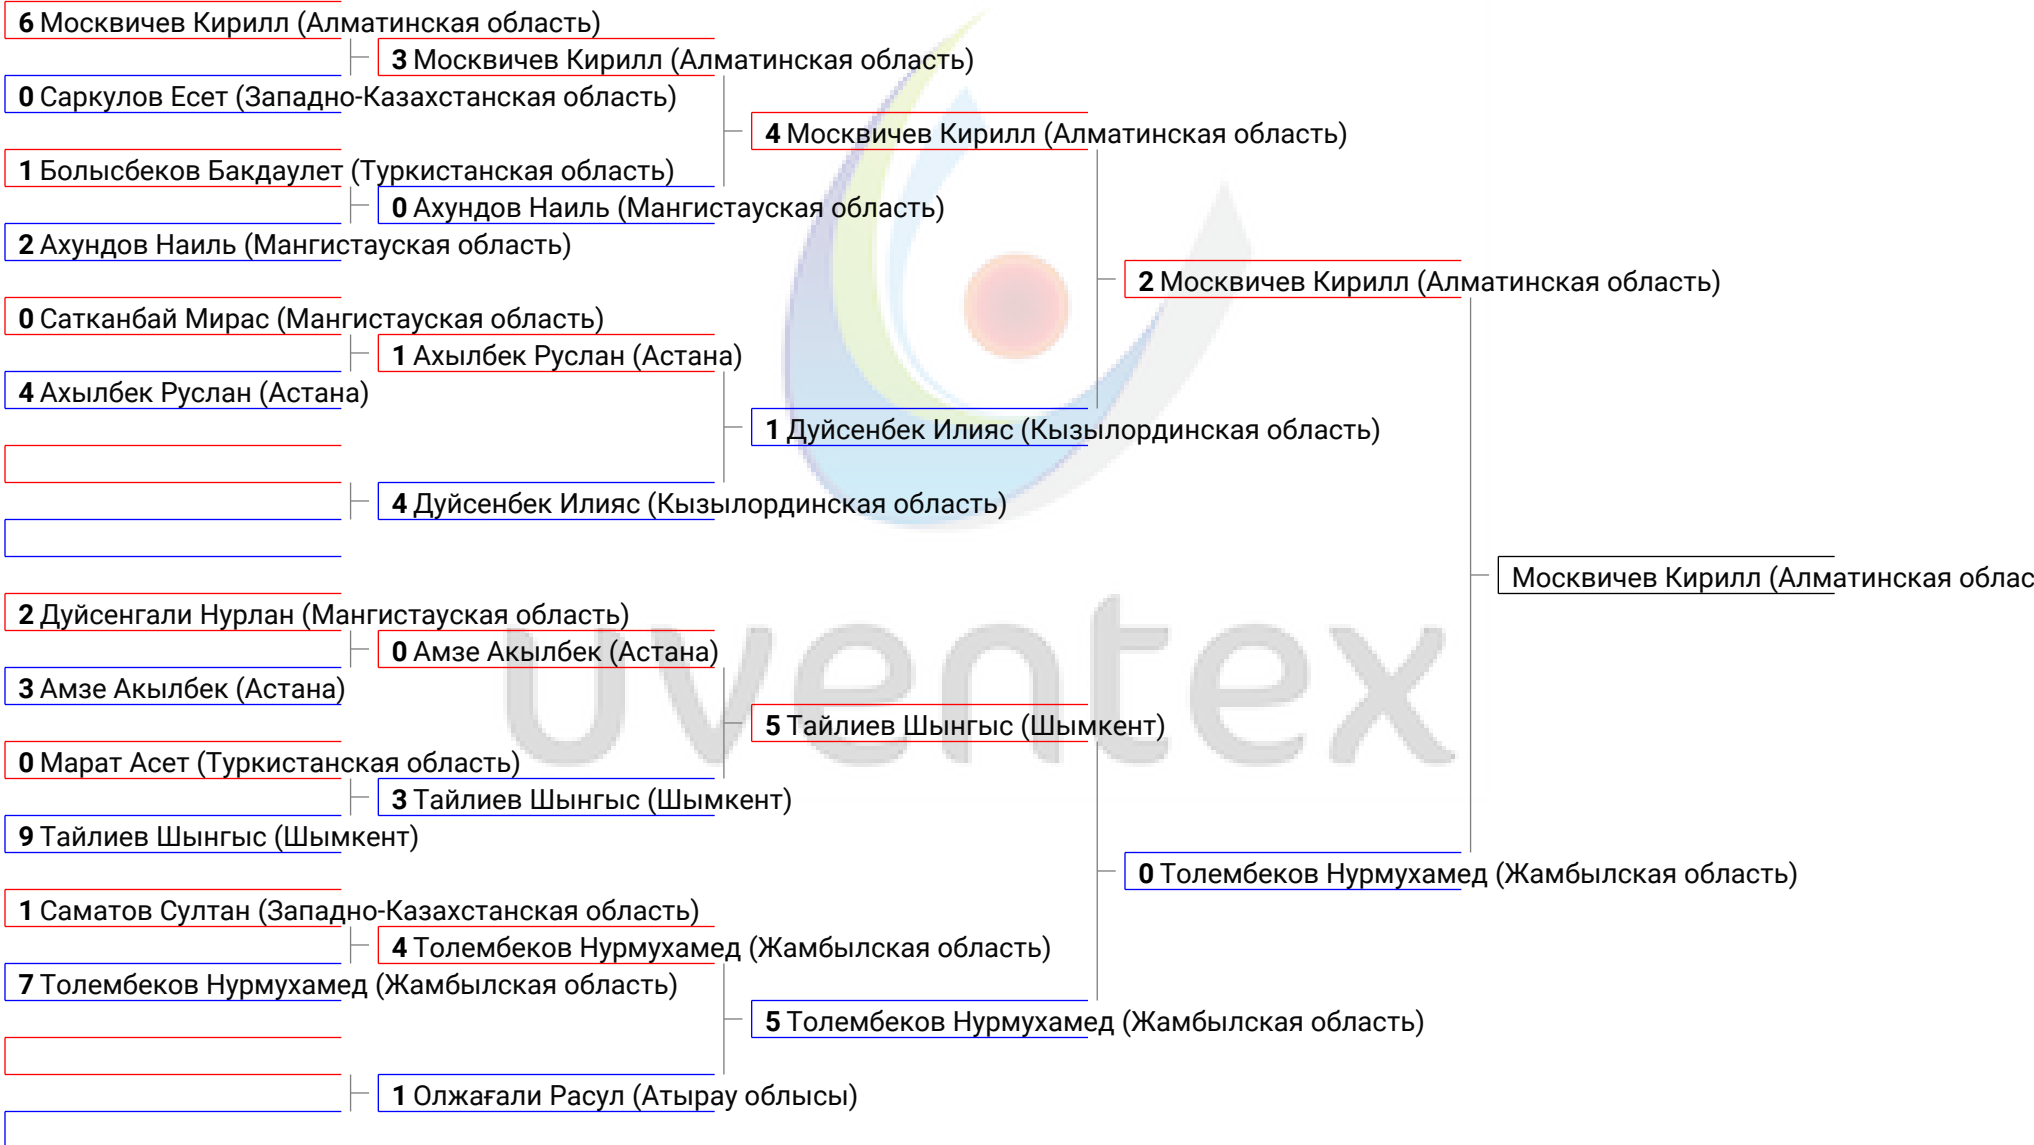 6 Москвичев Кирилл (Алматинская область)
3 Москвичев Кирилл (Алматинская область)
0 Саркулов Есет (Западно-Казахстанская область)
4 Москвичев Кирилл (Алматинская область)
1 Болысбеков Бакдаулет (Туркистанская область)
0 Ахундов Наиль (Мангистауская область)
2 Ахундов Наиль (Мангистауская область)
2 Москвичев Кирилл (Алматинская область)
0 Сатканбай Мирас (Мангистауская область)
1 Ахылбек Руслан (Астана)
4 Ахылбек Руслан (Астана)
1 Дуйсенбек Илияс (Кызылординская область)
4 Дуйсенбек Илияс (Кызылординская область)
Москвичев Кирилл (Алматинская облас
2 Дуйсенгали Нурлан (Мангистауская область)
0 Амзе Акылбек (Астана)
uventex
3 Амзе Акылбек (Астана)
5 Тайлиев Шынгыс (Шымкент)
0 Марат Асет (Туркистанская область)
3 Тайлиев Шынгыс (Шымкент)
9 Тайлиев Шынгыс (Шымкент)
0 Толембеков Нурмухамед (Жамбылская область)
1 Саматов Султан (Западно-Казахстанская область)
4 Толембеков Нурмухамед (Жамбылская область)
7 Толембеков Нурмухамед (Жамбылская область)
5 Толембеков Нурмухамед (Жамбылская область)
1 Олжағали Расул (Атырау облысы)